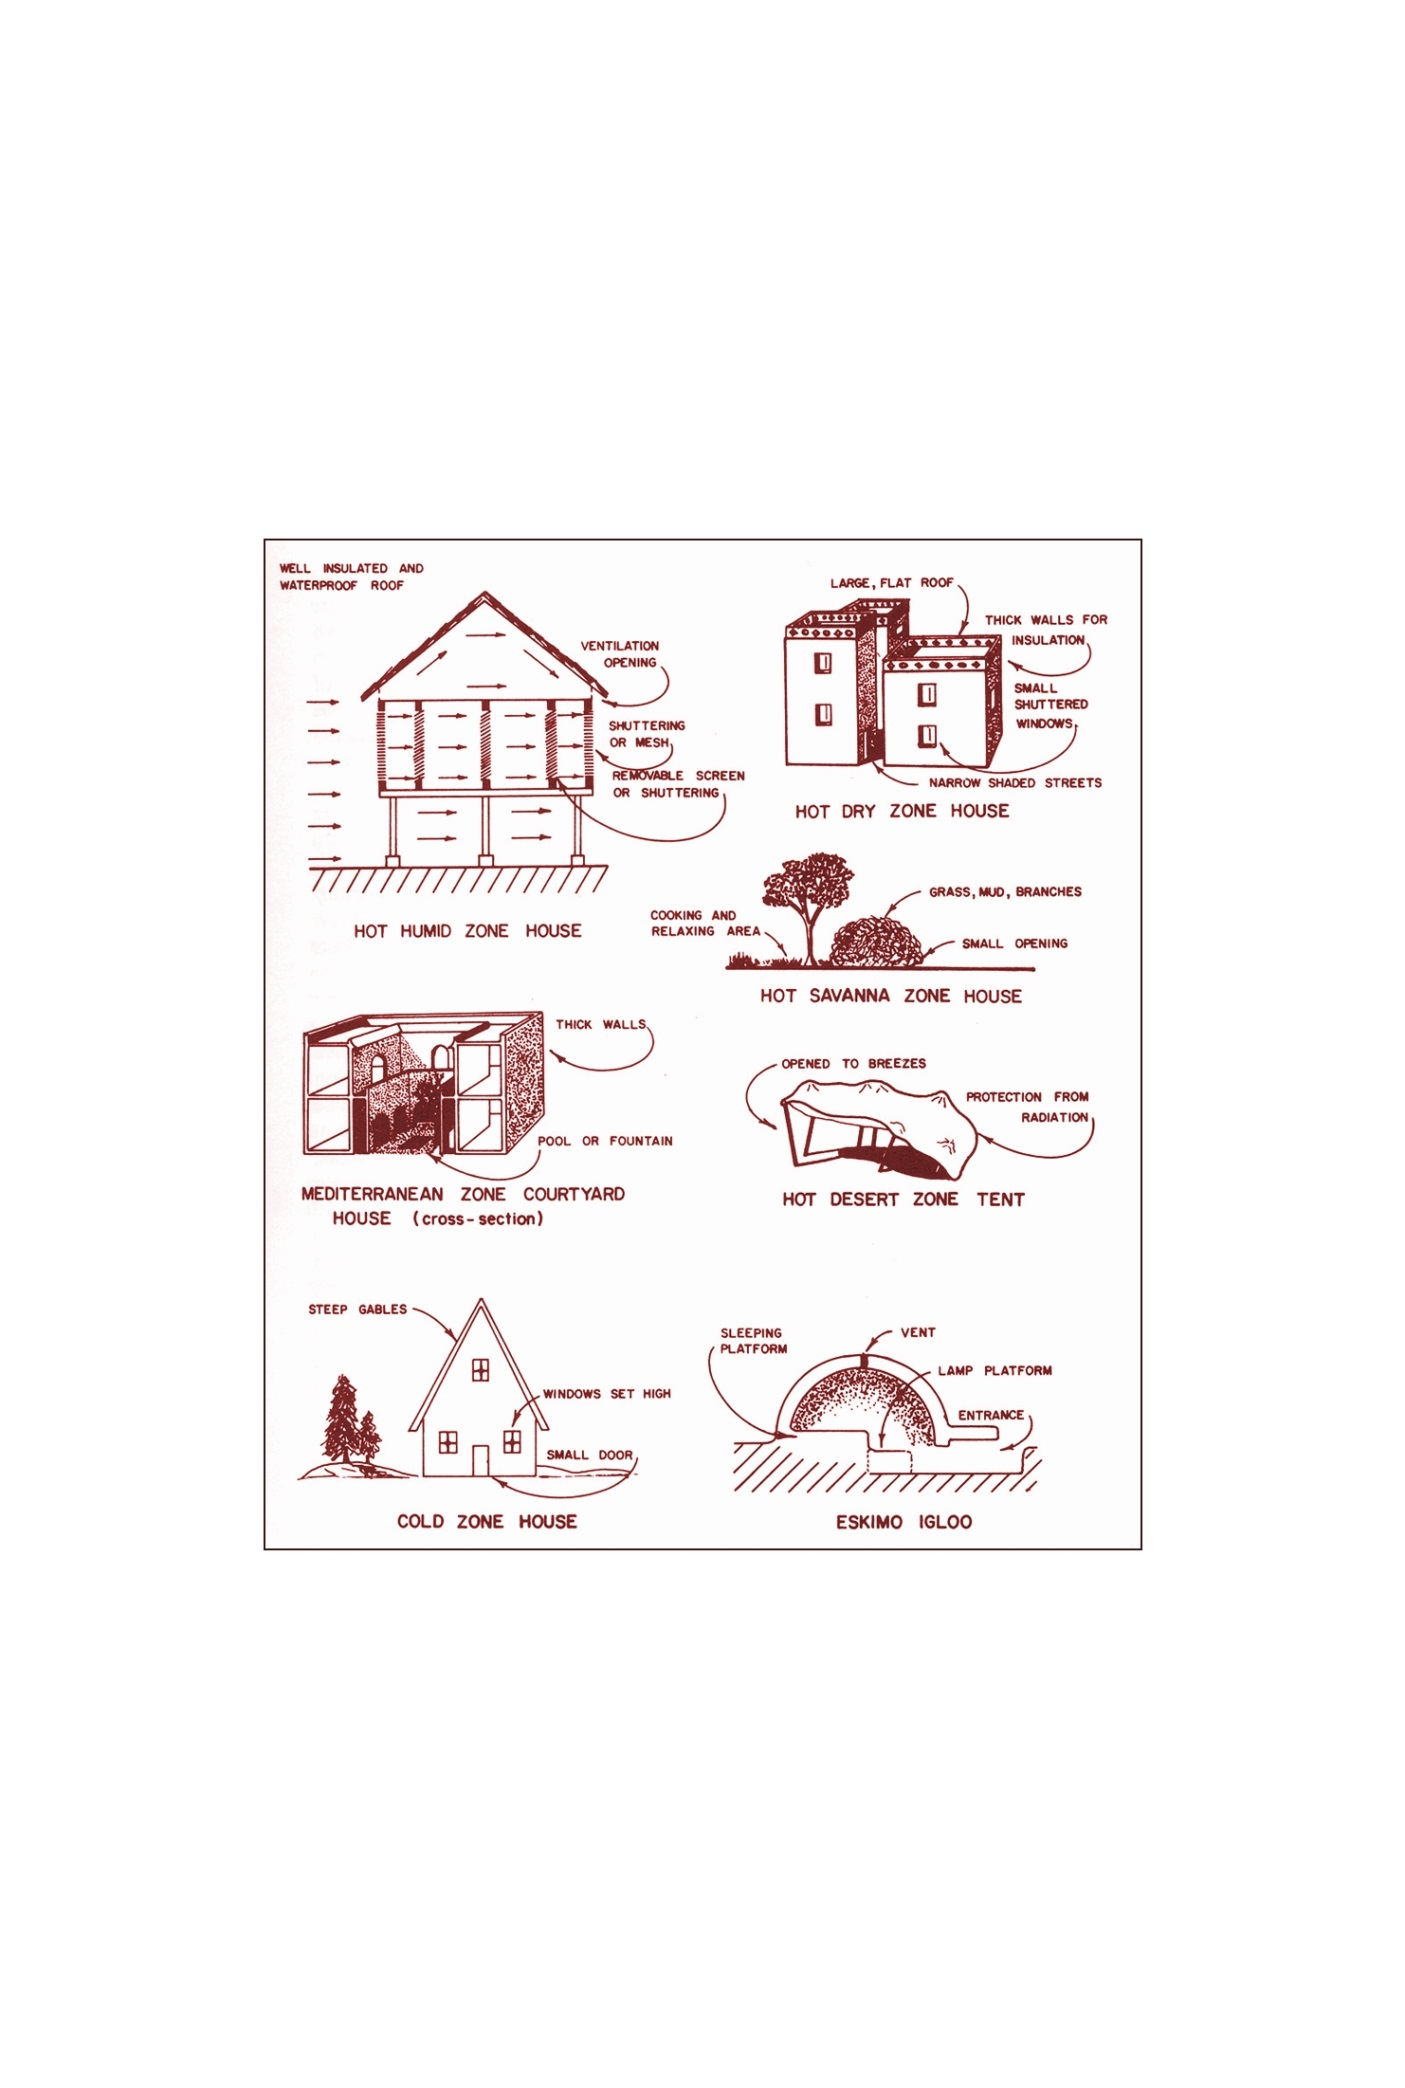 WELL INSULATED AND
WATERPROOF ROOF
VENTILATION
OPENING
SHUTTERING
OR MESH
REMOVABLE SCREEN
OR SHUTTERING
HOT HUMID ZONE HOUSE
LARGE, FLAT ROOF
THICK WALLS FOR
INSULATION
SMALL
SHUTTERED
WINDOWS
NARROW SHADED STREETS
HOT DRY ZONE HOUSE
GRASS, MUD, BRANCHES
COOKING AND
RELAXING AREA
SMALL OPENING
HOT SAVANNA ZONE HOUSE
THICK WALLS
POOL OR FOUNTAIN
MEDITERRANEAN ZONE COURTYARD
HOUSE (cross-section)
OPENED TO BREEZES
PROTECTION FROM
RADIATION
HOT DESERT ZONE TENT
STEEP GABLES
WINDOWS SET HIGH
SMALL DOOR
COLD ZONE HOUSE
SLEEPING
PLATFORM
VENT
LAMP PLATFORM
ENTRANCE
ESKIMO IGLOO